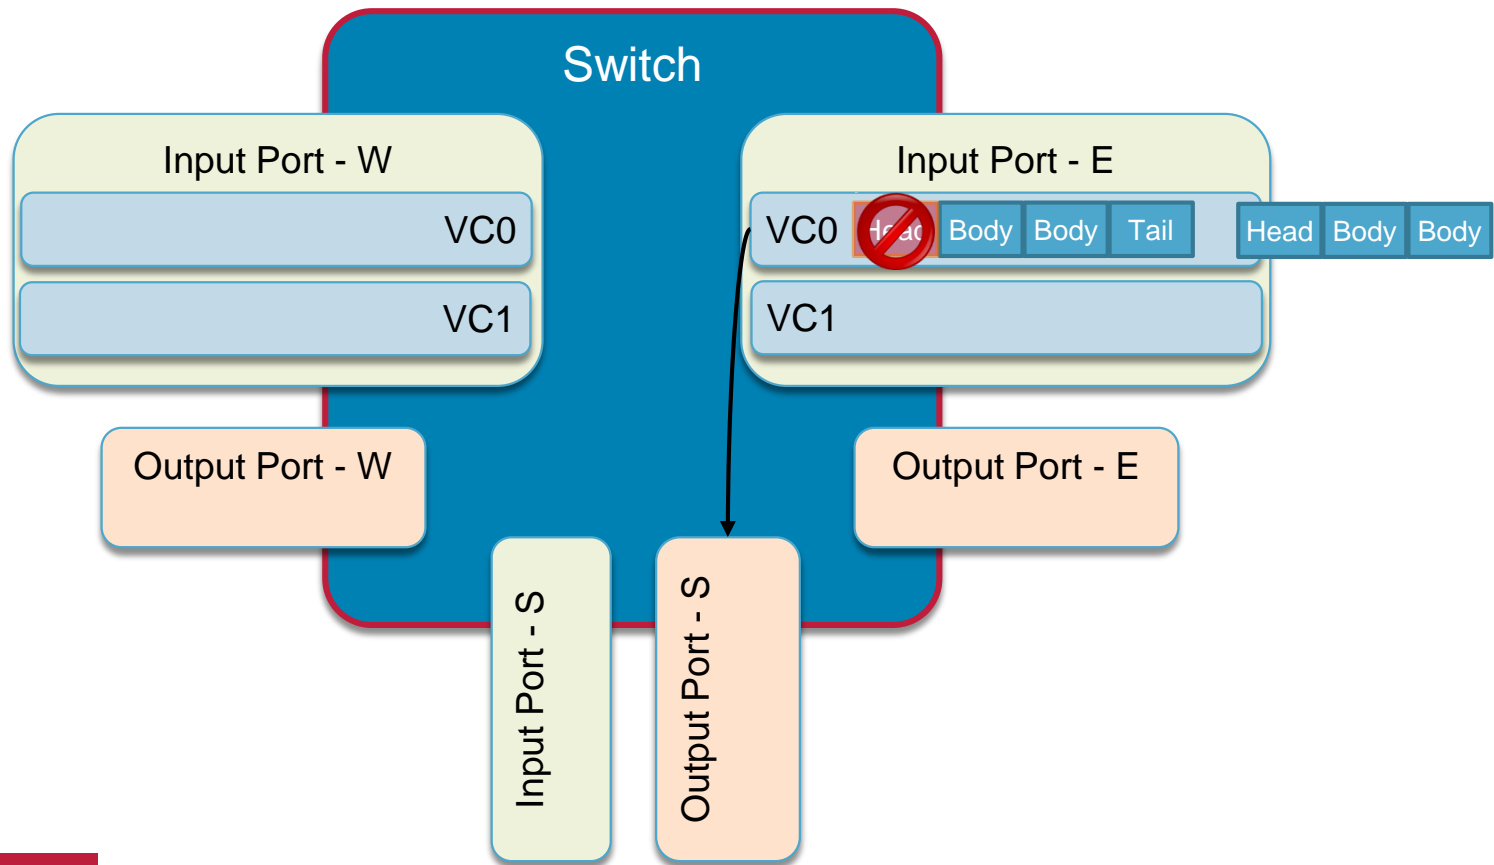 Switch
Input Port - W
VC0
VC1
Input Port - E
VC0 Head Body Body Tail Head Body Body
VC1
Output Port - W
Output Port - E
Input Port - S
Output Port - S